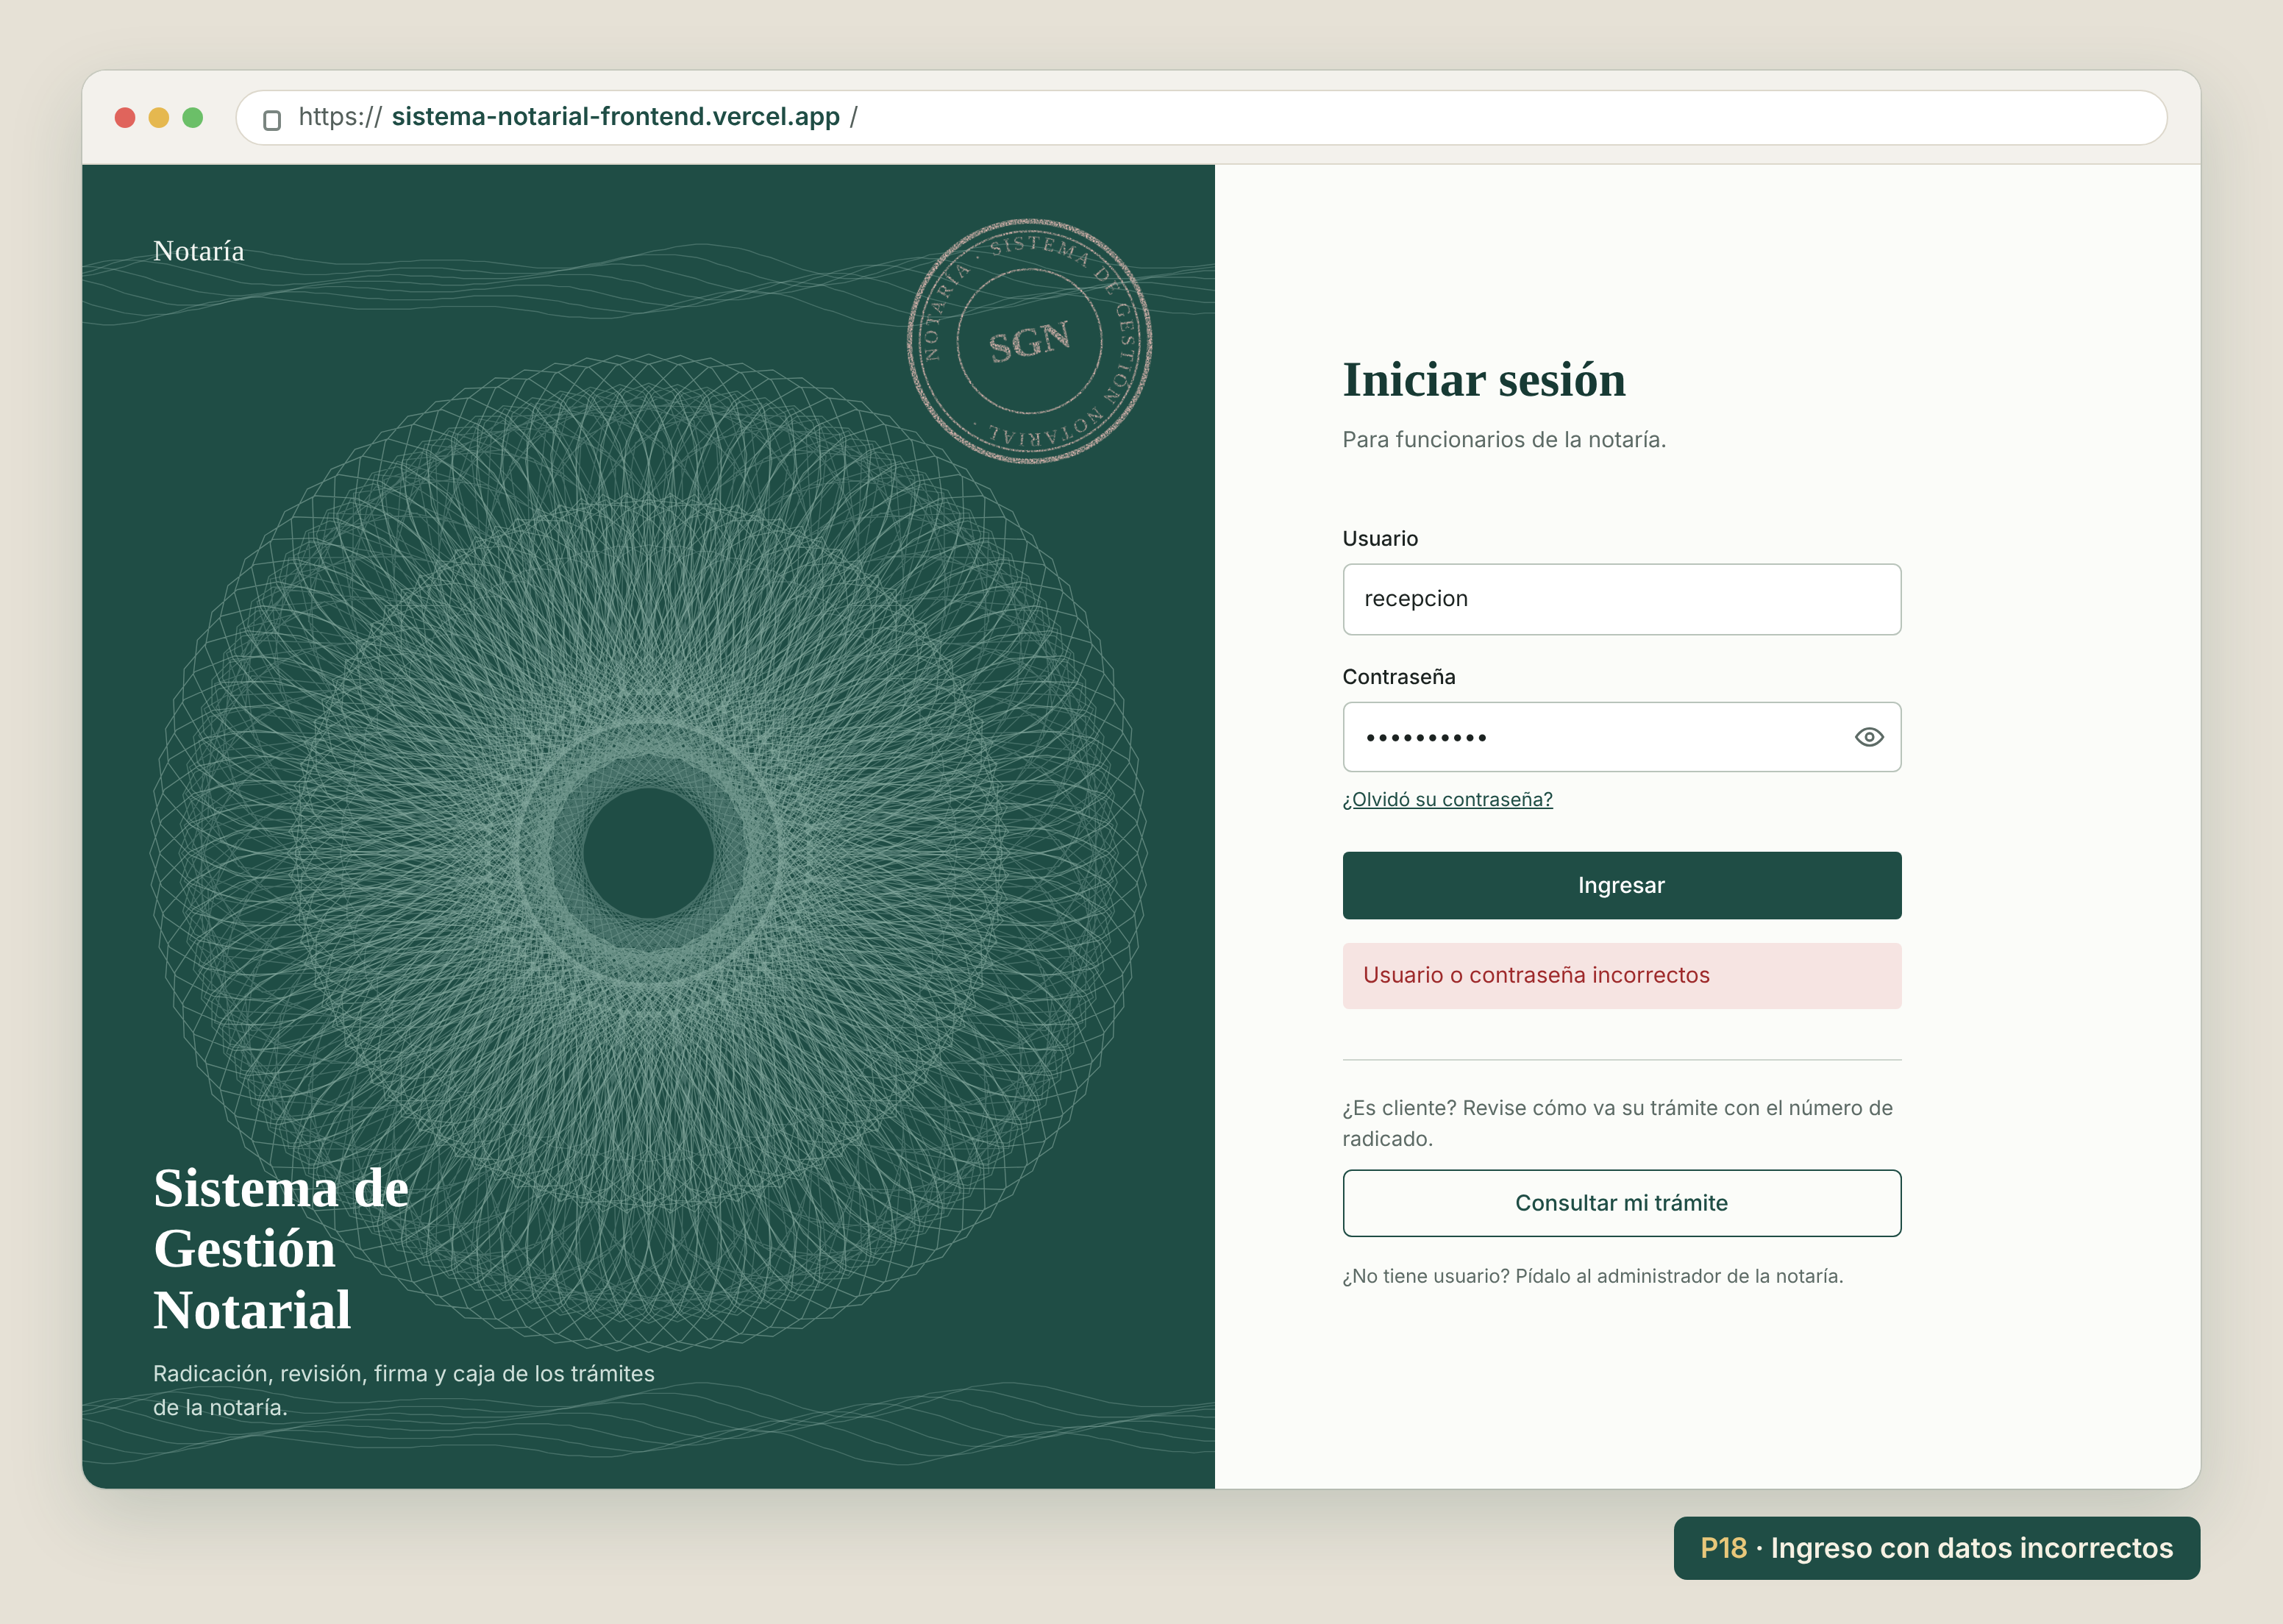 https:// sistema-notarial-frontend.vercel.app /
Notaría
NOTARÍA · SISTEMA DE GESTIÓN NOTARIAL ·
SGN
Sistema de
Gestión
Notarial
Radicación, revisión, firma y caja de los trámites
de la notaría.
Iniciar sesión
Para funcionarios de la notaría.
Usuario
recepcion
Contraseña
••••••••••
¿Olvidó su contraseña?
Ingresar
Usuario o contraseña incorrectos
¿Es cliente? Revise cómo va su trámite con el número de
radicado.
Consultar mi trámite
¿No tiene usuario? Pídalo al administrador de la notaría.
P18 · Ingreso con datos incorrectos